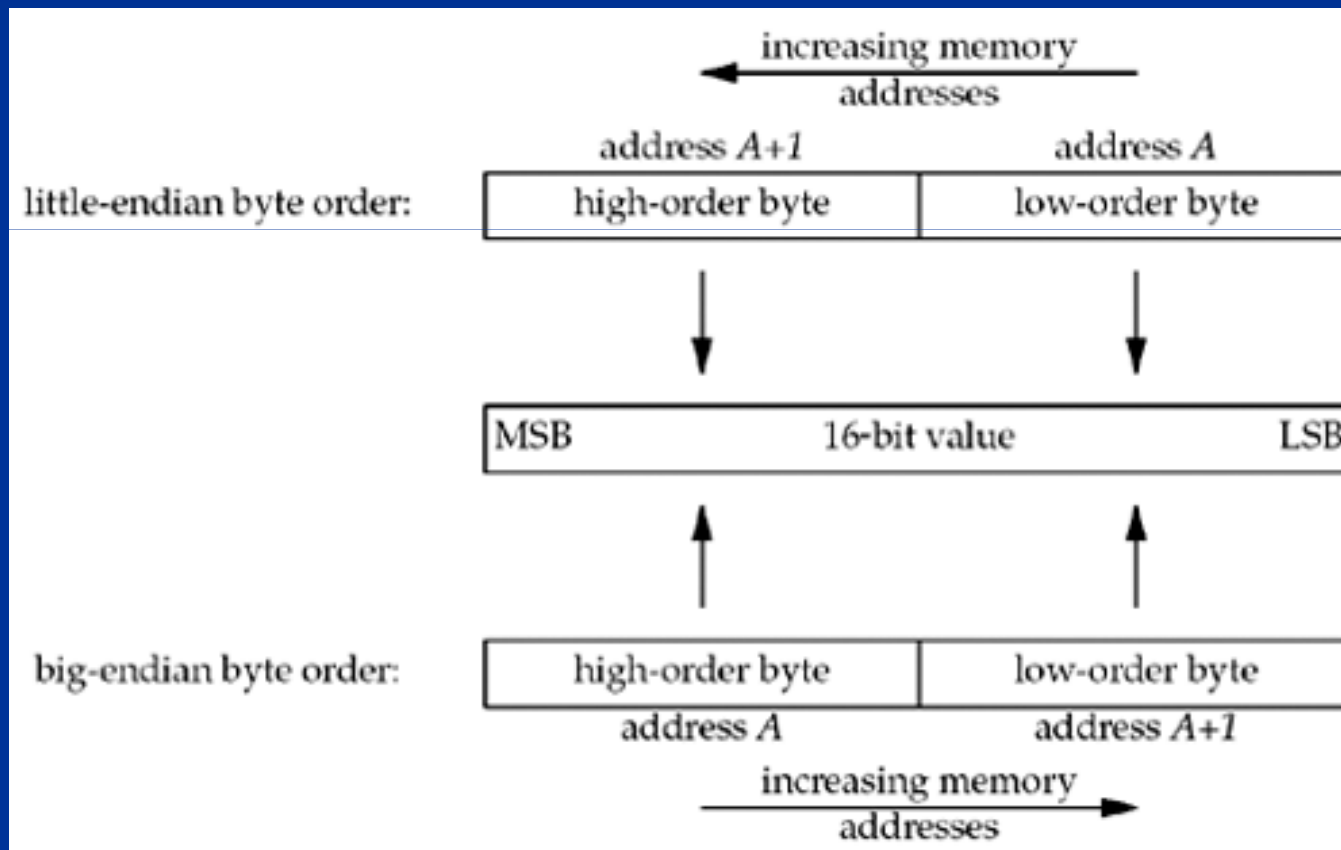 increasing memory
addresses
address A+1 address A
little-endian byte order: high-order byte low-order byte
MSB 16-bit value LSB
big-endian byte order: high-order byte low-order byte
address A address A+1
increasing memory
addresses